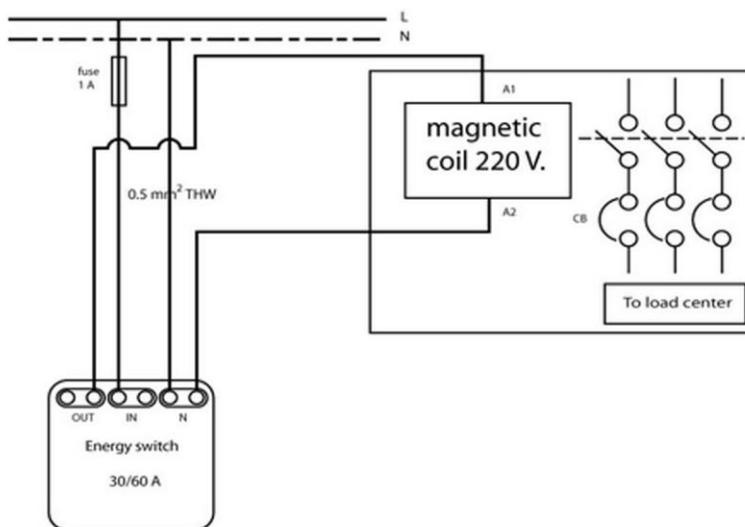 L
N
fuse
1 A
A1
magnetic
coil 220 V.
0.5 mm² THW
A2
CB
To load center
OUT
IN
N
Energy switch
30/60 A